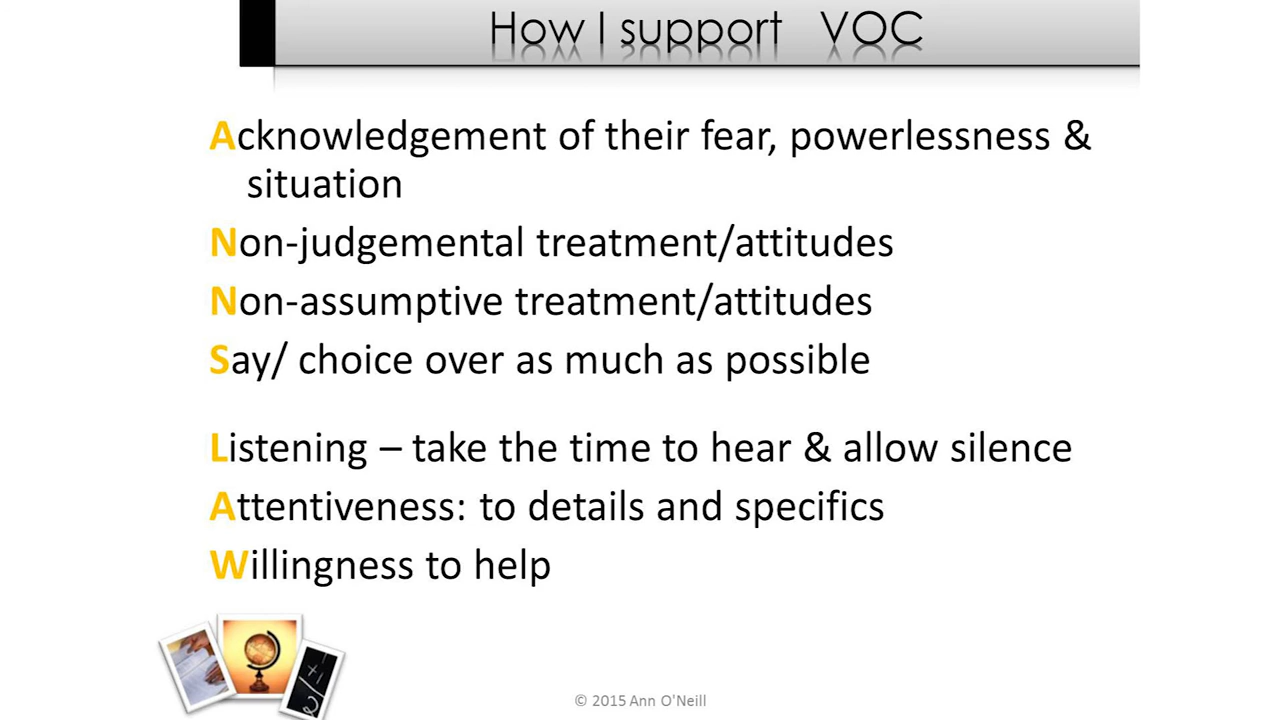 How I support VOC
Acknowledgement of their fear, powerlessness &
situation
Non-judgemental treatment/attitudes
Non-assumptive treatment/attitudes
Say/ choice over as much as possible
Listening – take the time to hear & allow silence
Attentiveness: to details and specifics
Willingness to help
© 2015 Ann O'Neill